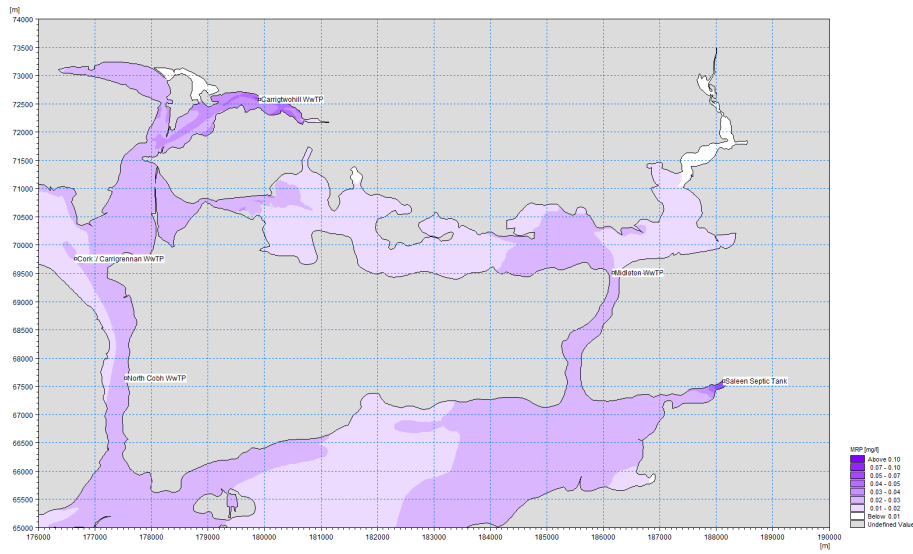 [m]
74000
73500
73000
72500
72000
71500
71000
70500
70000
69500
69000
68500
68000
67500
67000
66500
66000
65500
65000
Carrigtwohill WwTP
Cork / Carrigrennan WwTP
Midleton WwTP
North Cobh WwTP
Saleen Septic Tank
176000 177000 178000 179000 180000 181000 182000 183000 184000 185000 186000 187000 188000 189000 190000
[m]
MRP [mg/l]
Above 0.10
0.07 - 0.10
0.05 - 0.07
0.04 - 0.05
0.03 - 0.04
0.02 - 0.03
0.01 - 0.02
Below 0.01
Undefined Value